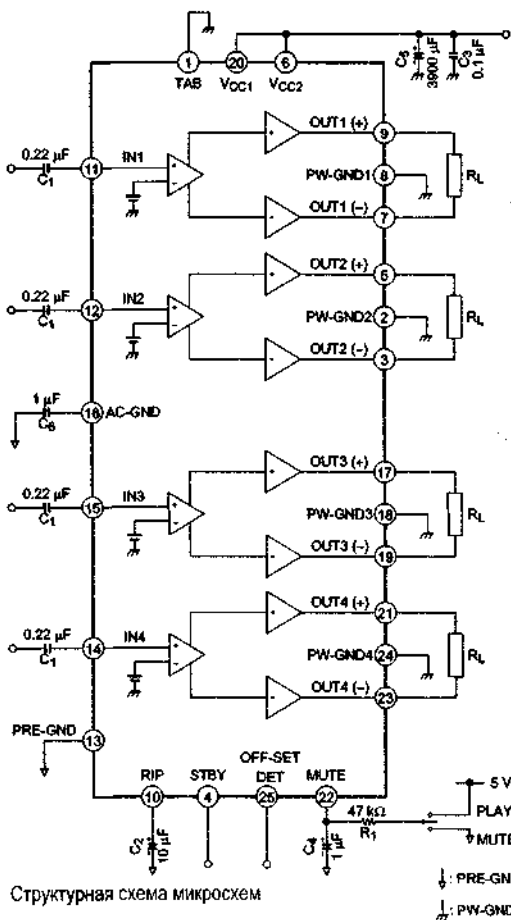 1 20 6
TAB VCC1 VCC2
C5 3900 µF
C3 0.1 µF
0.22 µF C1 11 IN1
OUT1 (+) 9
PW-GND1 8
OUT1 (−) 7
RL
0.22 µF C1 12 IN2
OUT2 (+) 5
PW-GND2 2
OUT2 (−) 3
RL
1 µF C6 16 AC-GND
0.22 µF C1 15 IN3
OUT3 (+) 17
PW-GND3 18
OUT3 (−) 19
RL
0.22 µF C1 14 IN4
OUT4 (+) 21
PW-GND4 24
OUT4 (−) 23
RL
PRE-GND 13
RIP STBY OFF-SET DET MUTE
10 4 25 22
C2 10 µF
C4 1 µF
47 kΩ R1
5 V
PLAY
MUTE
: PRE-GN
: PW-GND
Структурная схема микросхем